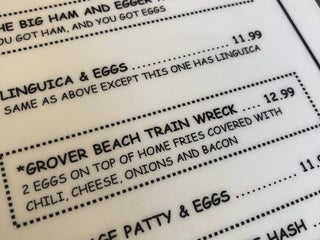 HE BIG HAM AND EGGER
YOU GOT HAM, AND YOU GOT EGGS
LINGUICA & EGGS ..................... 11.99
SAME AS ABOVE EXCEPT THIS ONE HAS LINGUICA
*GROVER BEACH TRAIN WRECK .... 12.99
2 EGGS ON TOP OF HOME FRIES COVERED WITH
CHILI, CHEESE, ONIONS AND BACON
PATTY & EGGS ............ 11.
HASH